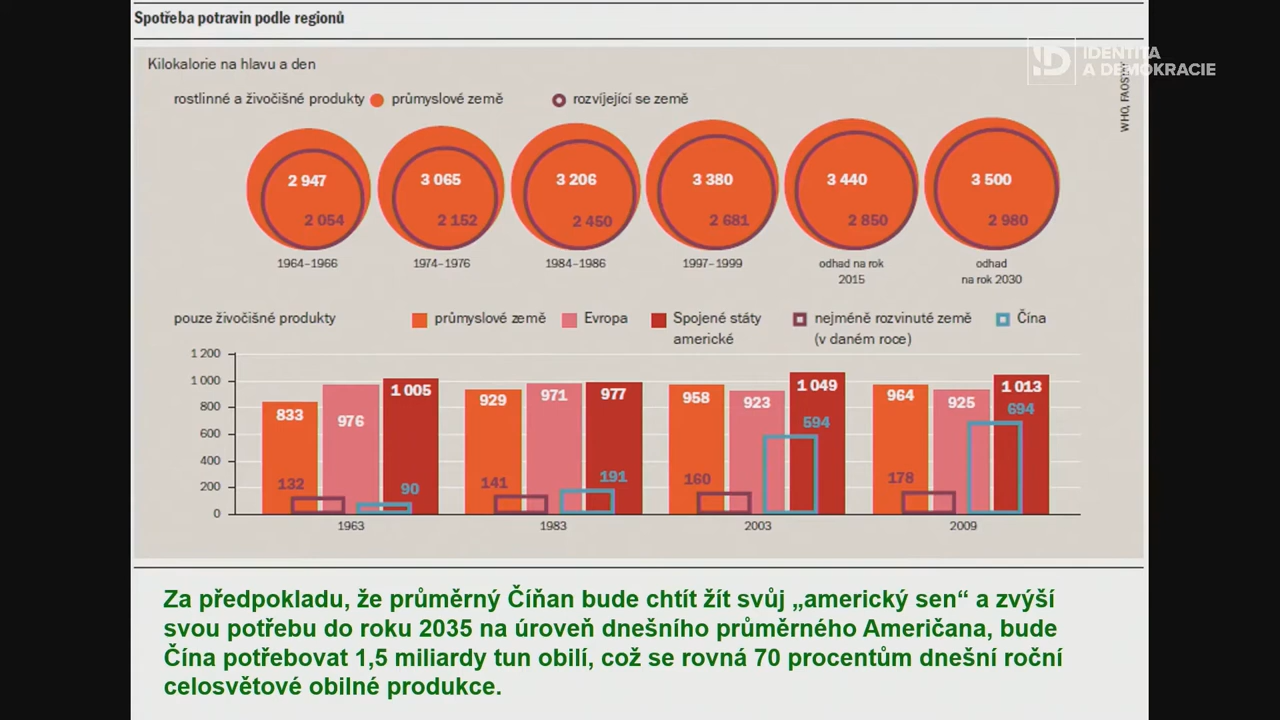 Spotřeba potravin podle regionů
ID IDENTITA
A DEMOKRACIE
Kilokalorie na hlavu a den
WHO, FAOSTAT
rostlinné a živočišné produkty průmyslové země rozvíjející se země
2 947 3 065 3 206 3 380 3 440 3 500
2 054 2 152 2 450 2 681 2 850 2 980
1964–1966 1974–1976 1984–1986 1997–1999 odhad na rok odhad
2015 na rok 2030
pouze živočišné produkty průmyslové země Evropa Spojené státy nejméně rozvinuté země Čína
americké (v daném roce)
1 200
1 000
800
600
400
200
0
833 976 1 005 132 90
929 971 977 141 191
958 923 1 049 160 594
964 925 1 013 178 694
1963 1983 2003 2009
Za předpokladu, že průměrný Číňan bude chtít žít svůj „americký sen“ a zvýší
svou potřebu do roku 2035 na úroveň dnešního průměrného Američana, bude
Čína potřebovat 1,5 miliardy tun obilí, což se rovná 70 procentům dnešní roční
celosvětové obilné produkce.